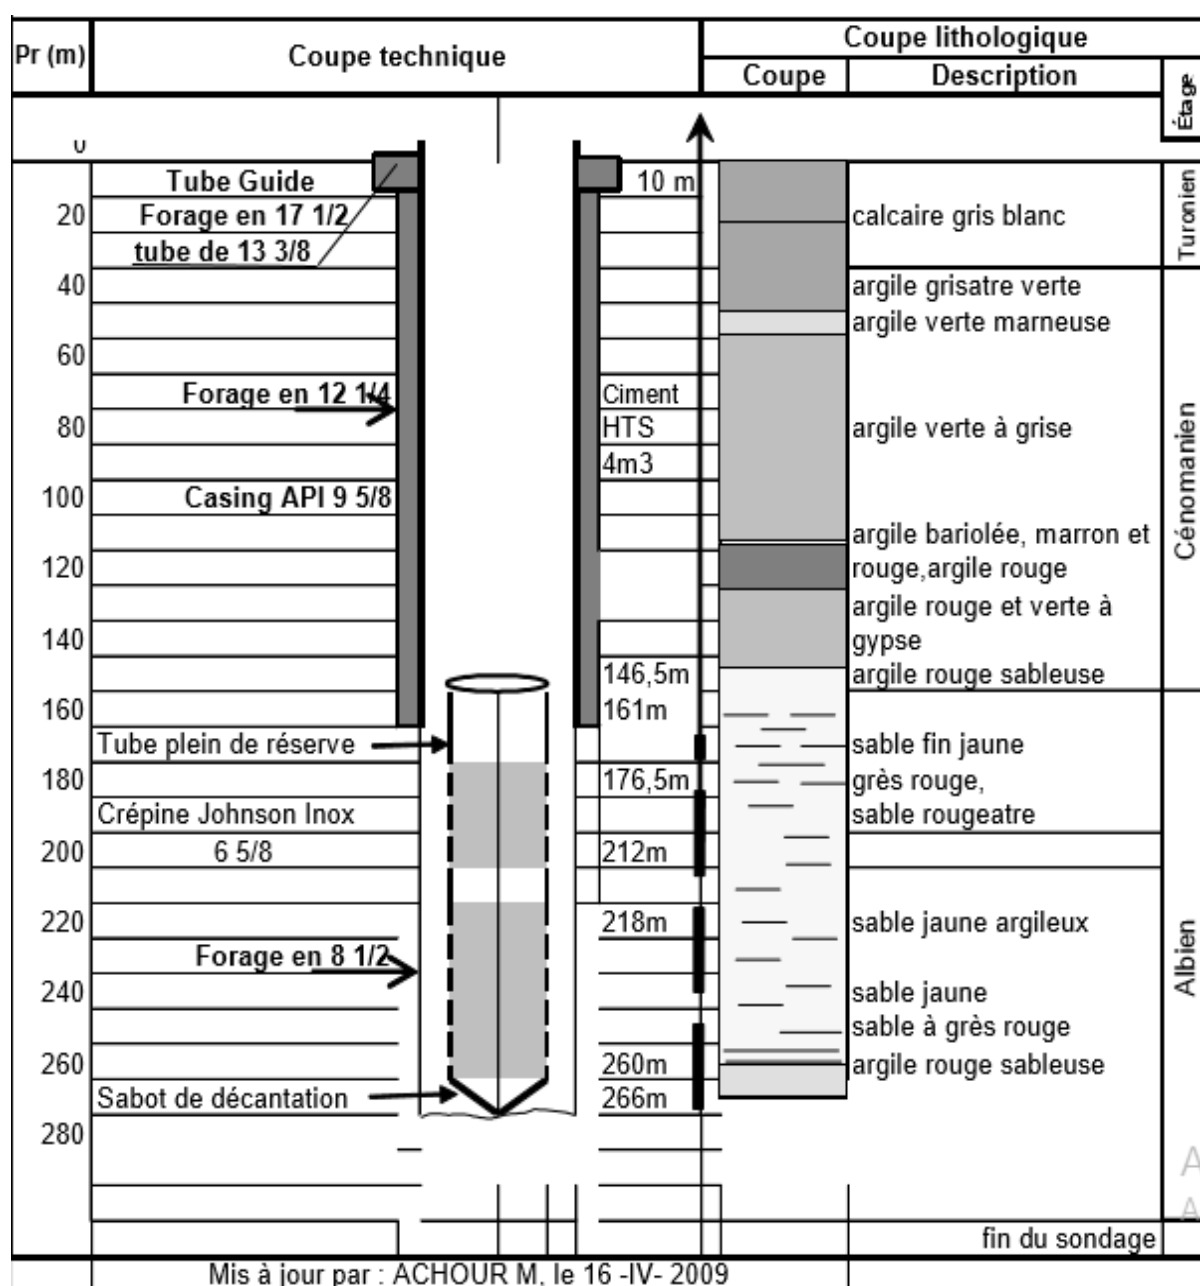 Pr (m)
Coupe technique
Coupe lithologique
Coupe
Description
Étage
0
Tube Guide
10 m
20
Forage en 17 1/2
calcaire gris blanc
Turonien
tube de 13 3/8
40
argile grisatre verte
argile verte marneuse
60
Forage en 12 1/4
Ciment
80
HTS
argile verte à grise
4m3
100
Casing API 9 5/8
Cénomanien
argile bariolée, marron et
120
rouge,argile rouge
argile rouge et verte à
140
gypse
146,5m
argile rouge sableuse
160
161m
Tube plein de réserve
sable fin jaune
180
176,5m
grès rouge,
Crépine Johnson Inox
sable rougeatre
200
6 5/8
212m
220
218m
sable jaune argileux
Albien
Forage en 8 1/2
240
sable jaune
sable à grès rouge
260
260m
argile rouge sableuse
Sabot de décantation
266m
280
A
A
fin du sondage
Mis à jour par : ACHOUR M, le 16 -IV- 2009